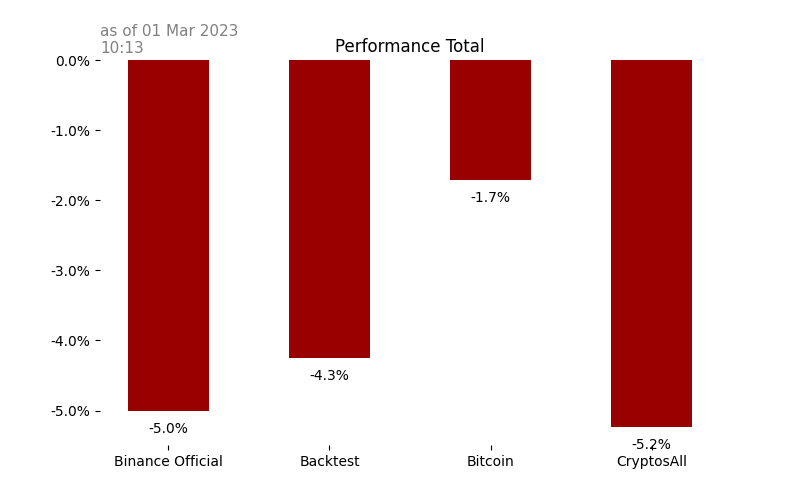 as of 01 Mar 2023
10:13
Performance Total
0.0%
-1.0%
-2.0%
-3.0%
-4.0%
-5.0%
-5.0%
-4.3%
-1.7%
-5.2%
Binance Official
Backtest
Bitcoin
CryptosAll